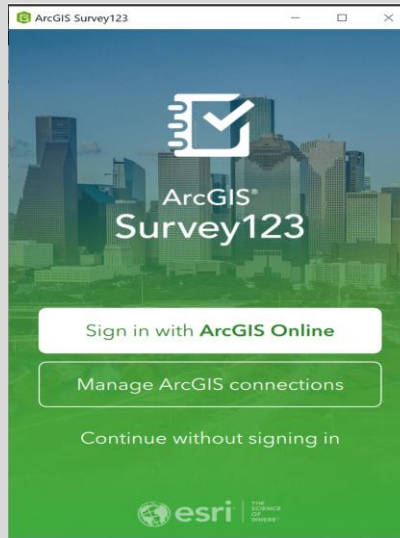 ArcGIS Survey123
ArcGIS®
Survey123
Sign in with ArcGIS Online
Manage ArcGIS connections
Continue without signing in
esri
THE
SCIENCE
OF
WHERE®